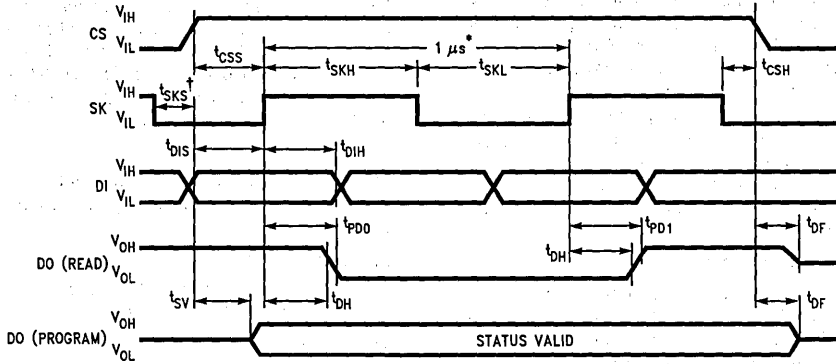 CS V_IH
V_IL
t_CSS
1 μs*
t_SKH
t_SKL
t_CSH
SK V_IH
V_IL
t_SKS†
t_DIS
t_DIH
DI V_IH
V_IL
t_PD0
t_PD1
t_DF
DO (READ) V_OH
V_OL
t_DH
t_DH
t_SV
t_DF
DO (PROGRAM) V_OH
V_OL
STATUS VALID